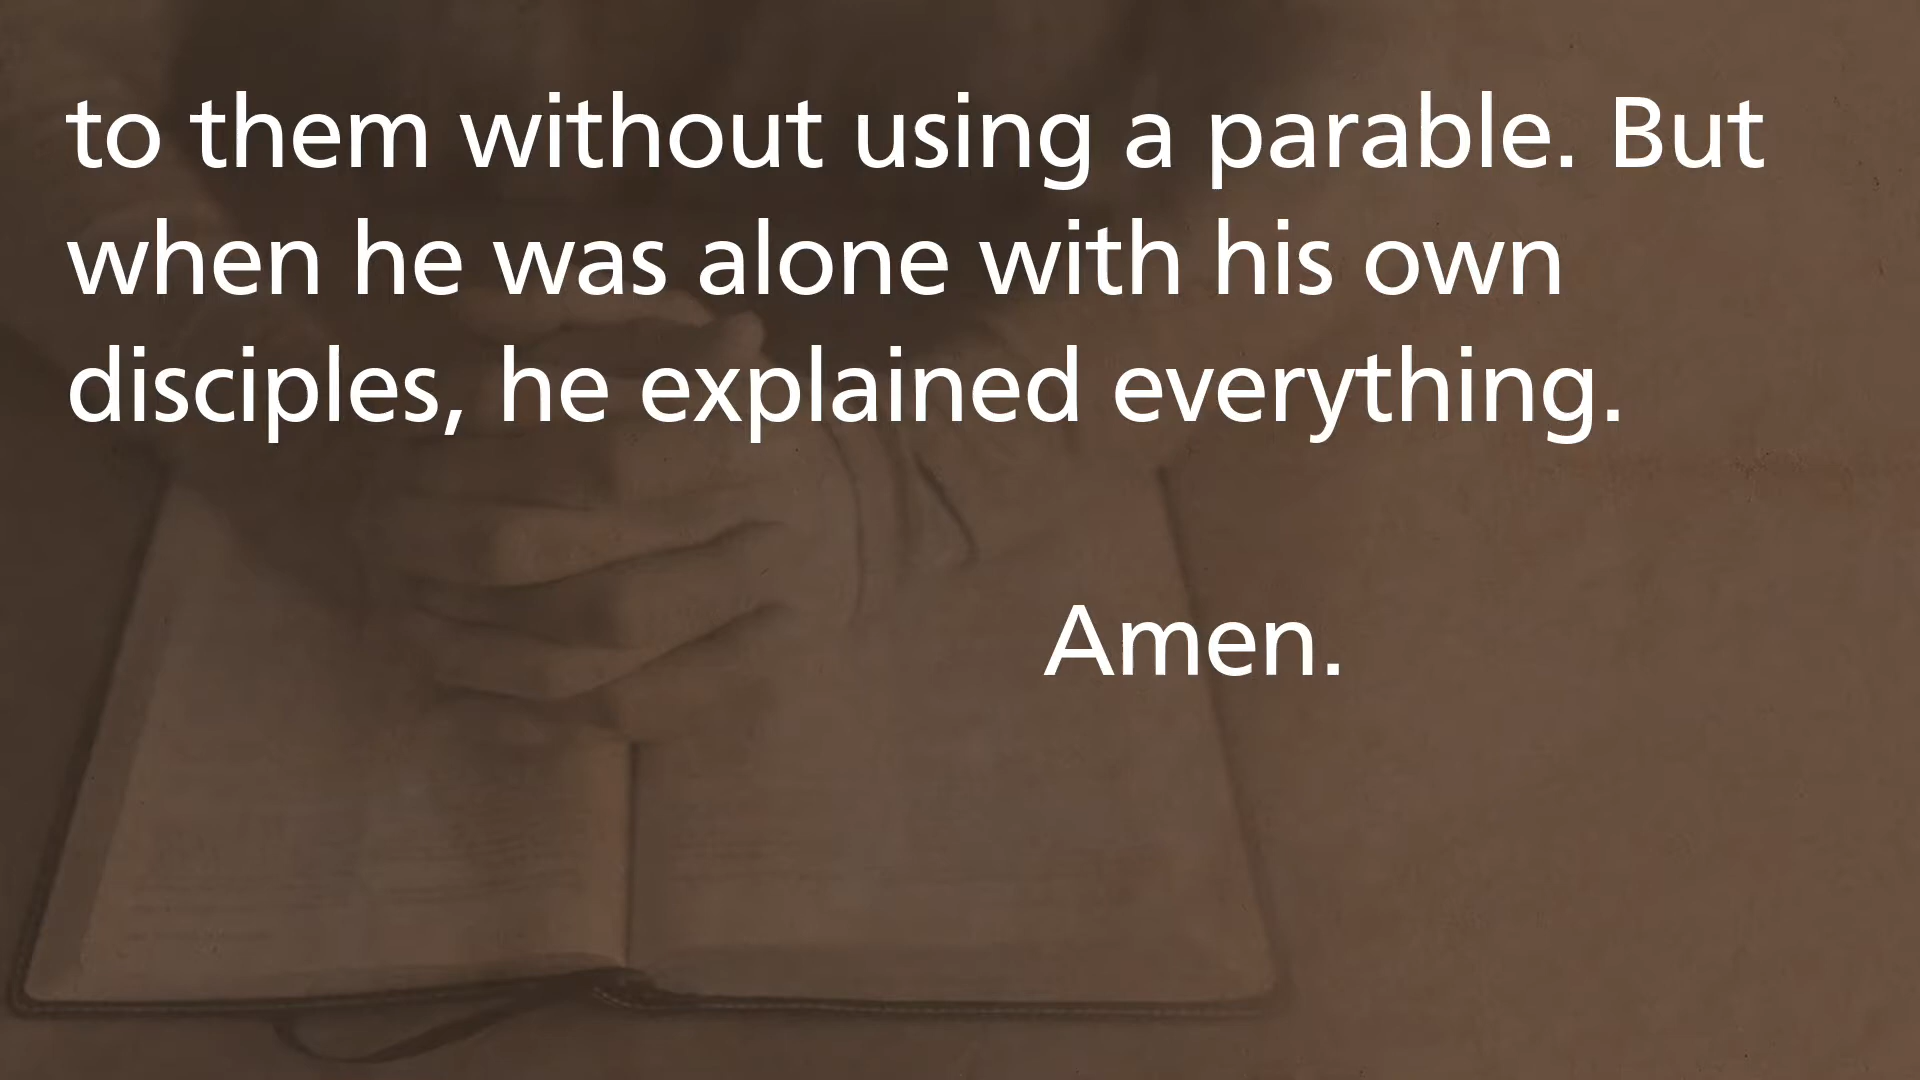 to them without using a parable. But
when he was alone with his own
disciples, he explained everything.
Amen.